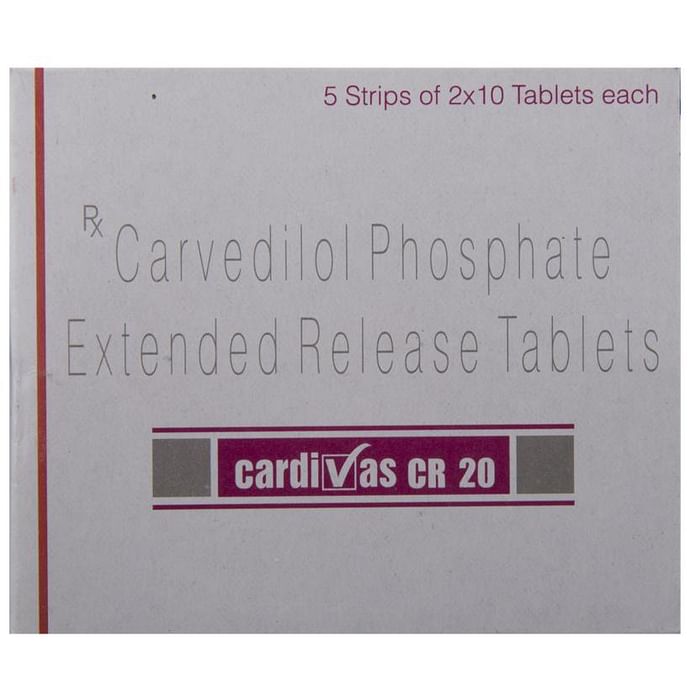 5 Strips of 2x10 Tablets each
Rx Carvedilol Phosphate
Extended Release Tablets
cardivas CR 20